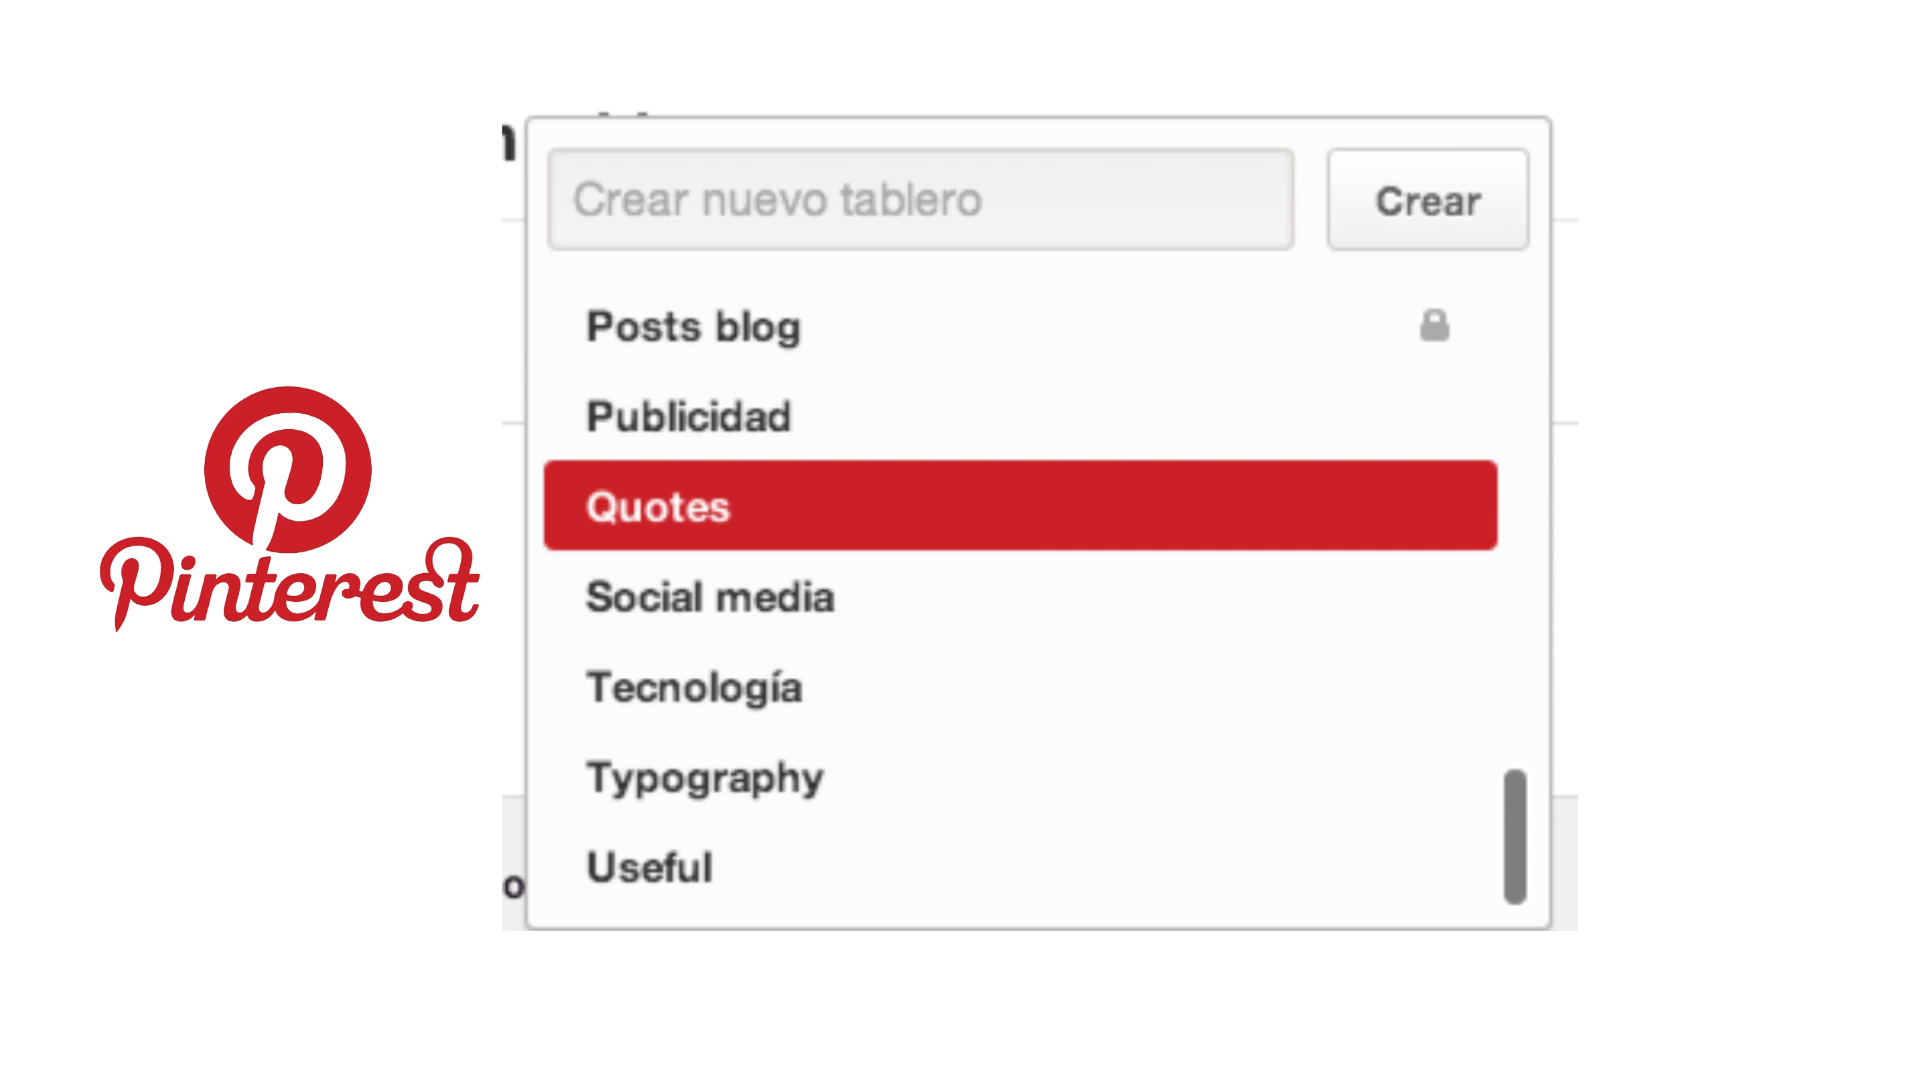 Pinterest
Crear nuevo tablero
Crear
Posts blog
Publicidad
Quotes
Social media
Tecnología
Typography
Useful